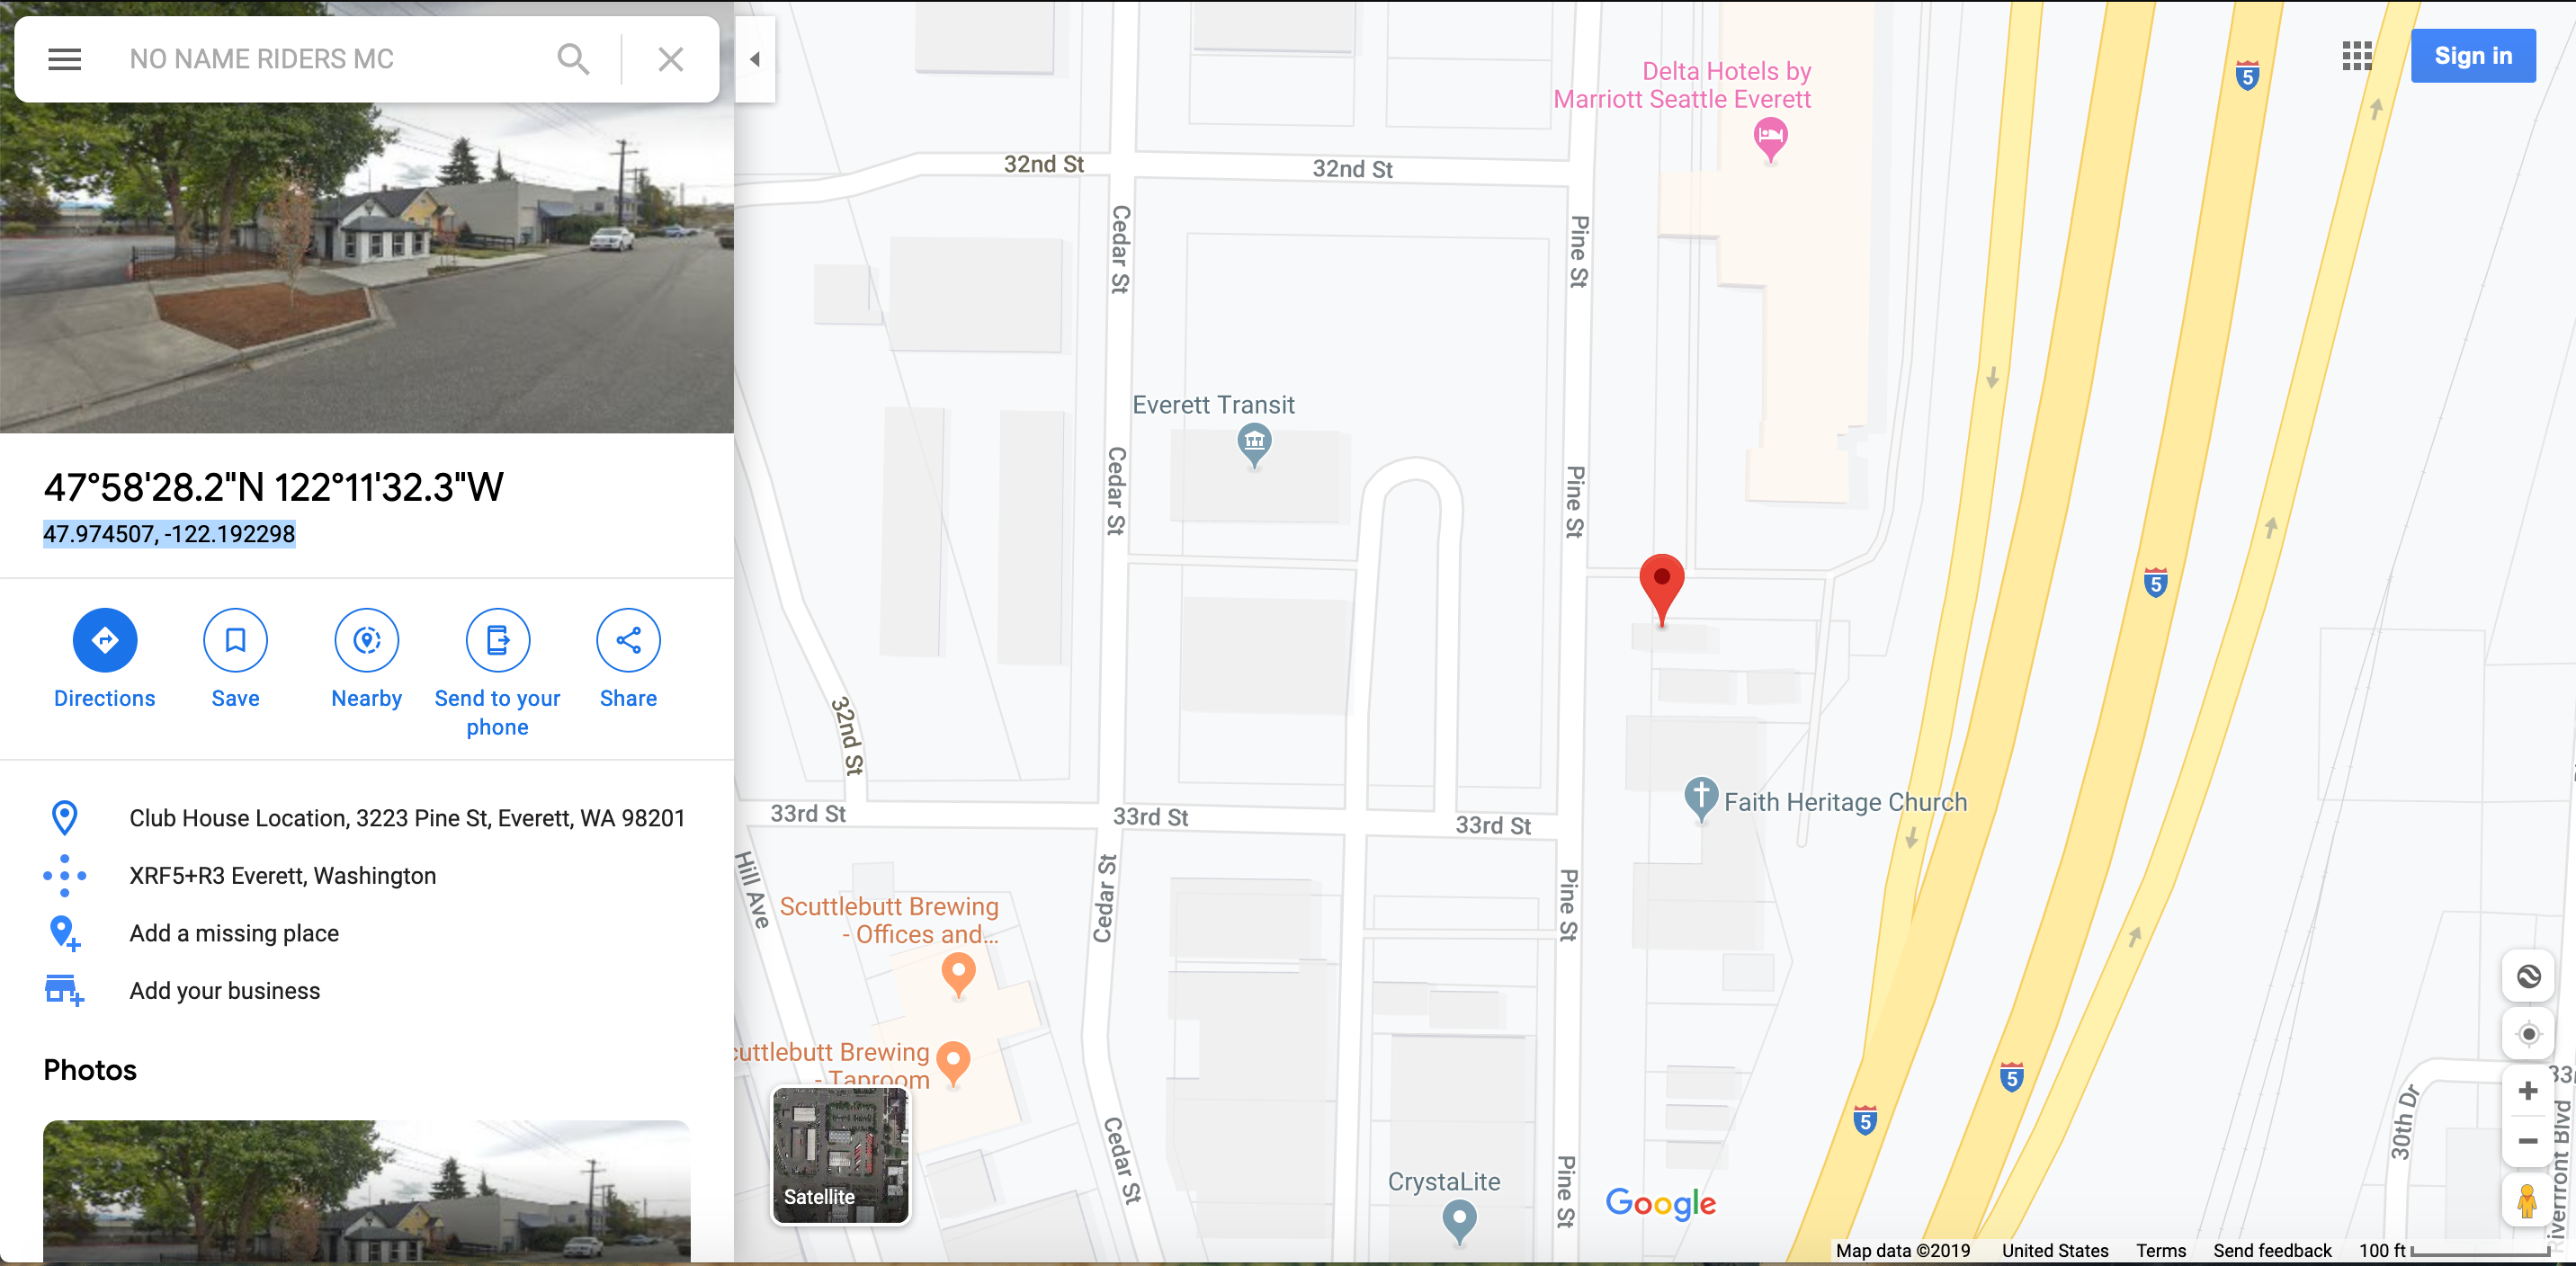 NO NAME RIDERS MC
47°58'28.2"N 122°11'32.3"W
47.974507, -122.192298
Directions
Save
Nearby
Send to your
phone
Share
Club House Location, 3223 Pine St, Everett, WA 98201
XRF5+R3 Everett, Washington
Add a missing place
Add your business
Photos
Sign in
Delta Hotels by
Marriott Seattle Everett
5
32nd St
32nd St
Cedar St
Pine St
Everett Transit
Cedar St
Pine St
5
32nd St
33rd St
33rd St
33rd St
Faith Heritage Church
Hill Ave
Cedar St
Pine St
Scuttlebutt Brewing
- Offices and...
cuttlebutt Brewing
- Taproom
5
5
30th Dr
33r
Riverfront Blvd
Cedar St
Pine St
CrystaLite
Satellite
Google
Map data ©2019
United States
Terms
Send feedback
100 ft